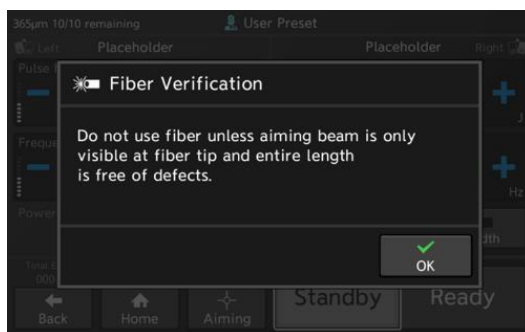 365µm 10/10 remaining
User Preset
Left
Placeholder
Placeholder
Right
Pulse
Fiber Verification
J
Do not use fiber unless aiming beam is only
visible at fiber tip and entire length
is free of defects.
Freque
Hz
Power
dth
OK
Total E
000
Standby
Ready
Back
Home
Aiming